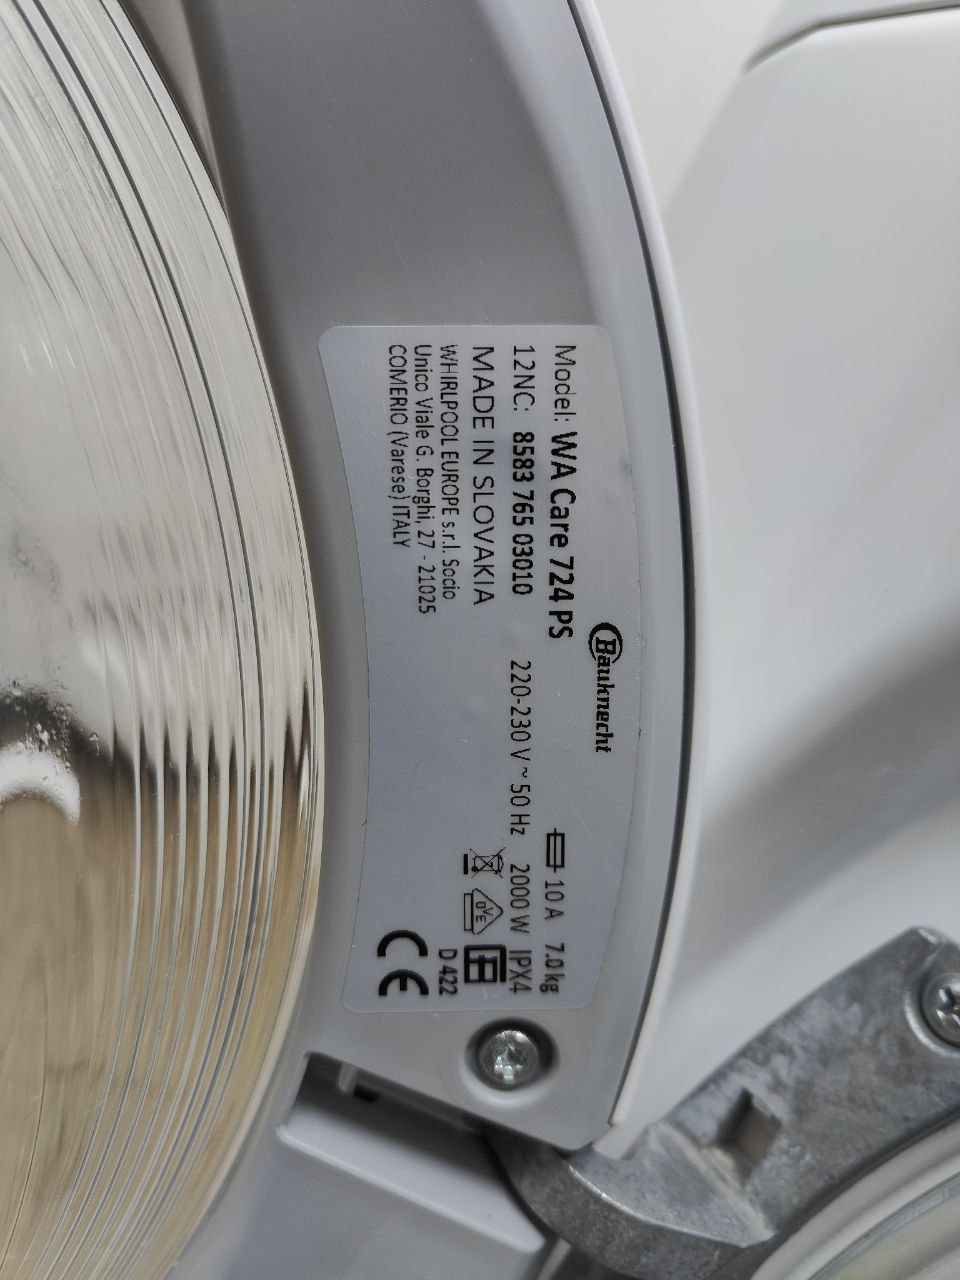 Bauknecht
Model: WA Care 724 PS
10 A 7.0 kg
12NC: 8583 765 03010
220-230 V ~ 50 Hz 2000 W IPX4
MADE IN SLOVAKIA
WHIRLPOOL EUROPE s.r.l. Socio
Unico Viale G. Borghi, 27 - 21025
COMERIO (Varese) ITALY
DVE
D 422
CE